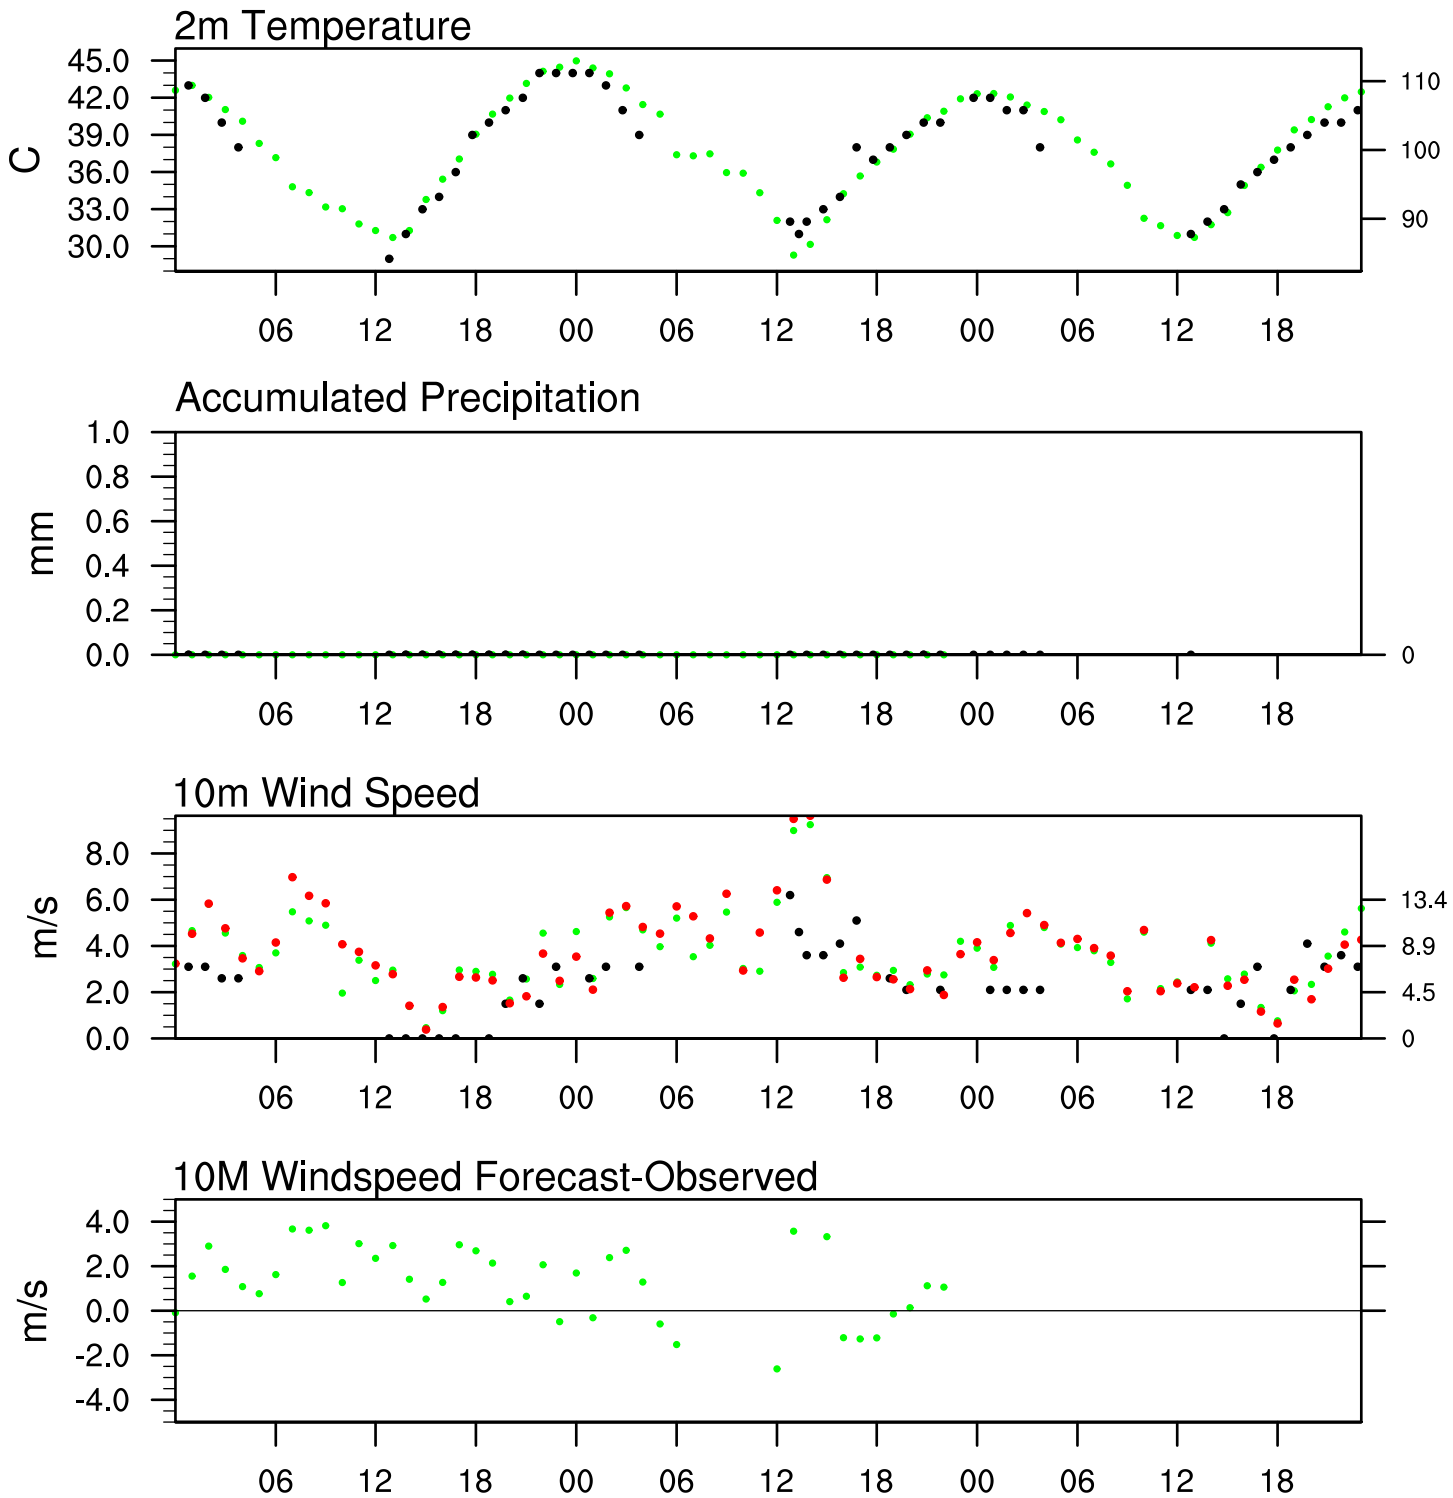 2m Temperature
45.0
42.0
39.0
36.0
33.0
30.0
C
110
100
90
06 12 18 00 06 12 18 00 06 12 18
Accumulated Precipitation
1.0
0.8
0.6
0.4
0.2
0.0
mm
0
06 12 18 00 06 12 18 00 06 12 18
10m Wind Speed
8.0
6.0
4.0
2.0
0.0
m/s
13.4
8.9
4.5
0
06 12 18 00 06 12 18 00 06 12 18
10M Windspeed Forecast-Observed
4.0
2.0
0.0
-2.0
-4.0
m/s
06 12 18 00 06 12 18 00 06 12 18